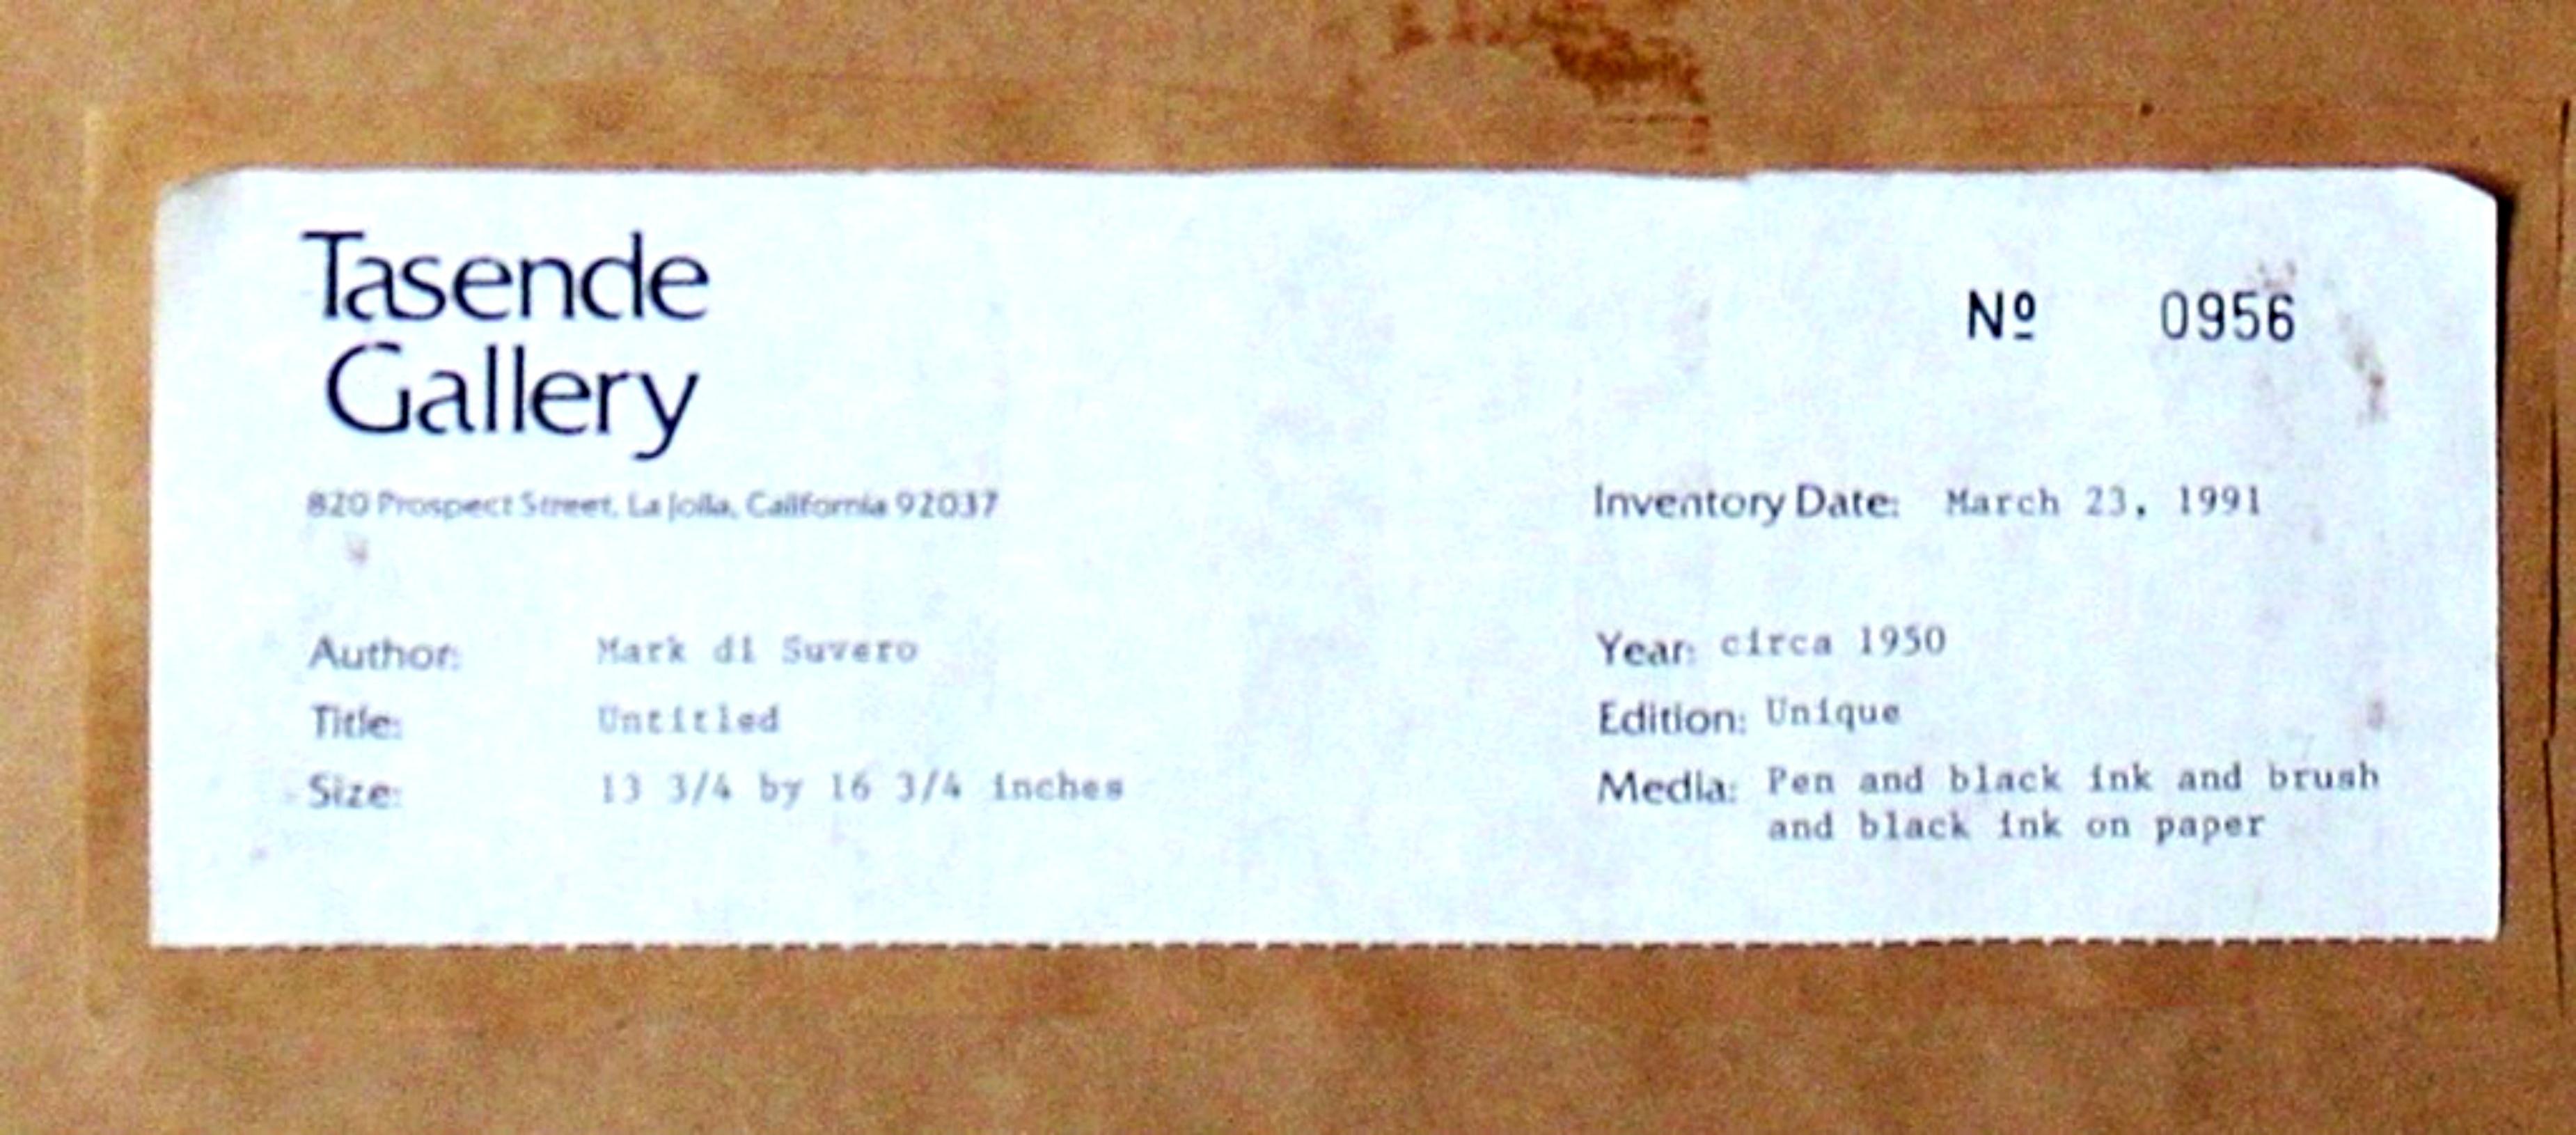 Tasende
Gallery
820 Prospect Street, La Jolla, California 92037
Nº 0956
Inventory Date: March 23, 1991
Author: Mark di Suvero
Title: Untitled
Size: 13 3/4 by 16 3/4 inches
Year: circa 1950
Edition: Unique
Media: Pen and black ink and brush
and black ink on paper